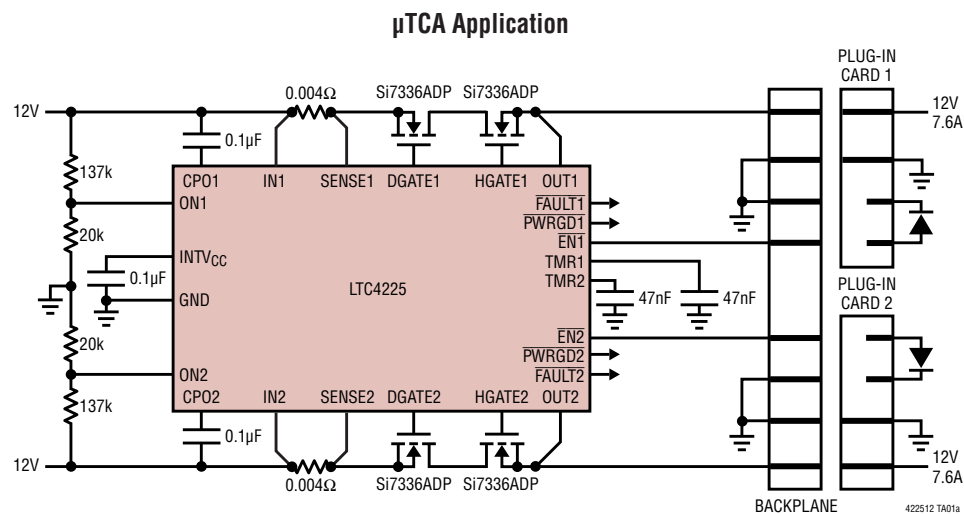 µTCA Application
PLUG-IN
CARD 1
0.004Ω
Si7336ADP
Si7336ADP
12V
12V
7.6A
0.1µF
137k
CPO1
IN1
SENSE1
DGATE1
HGATE1
OUT1
ON1
FAULT1
PWRGD1
20k
EN1
INTVCC
TMR1
0.1µF
TMR2
LTC4225
47nF
47nF
GND
PLUG-IN
CARD 2
20k
EN2
PWRGD2
ON2
FAULT2
CPO2
IN2
SENSE2
DGATE2
HGATE2
OUT2
137k
0.1µF
12V
12V
7.6A
0.004Ω
Si7336ADP
Si7336ADP
BACKPLANE
422512 TA01a